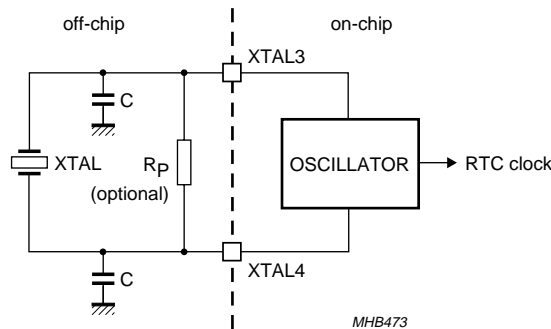 off-chip
on-chip
XTAL3
C
XTAL
RP
(optional)
OSCILLATOR
RTC clock
XTAL4
C
MHB473